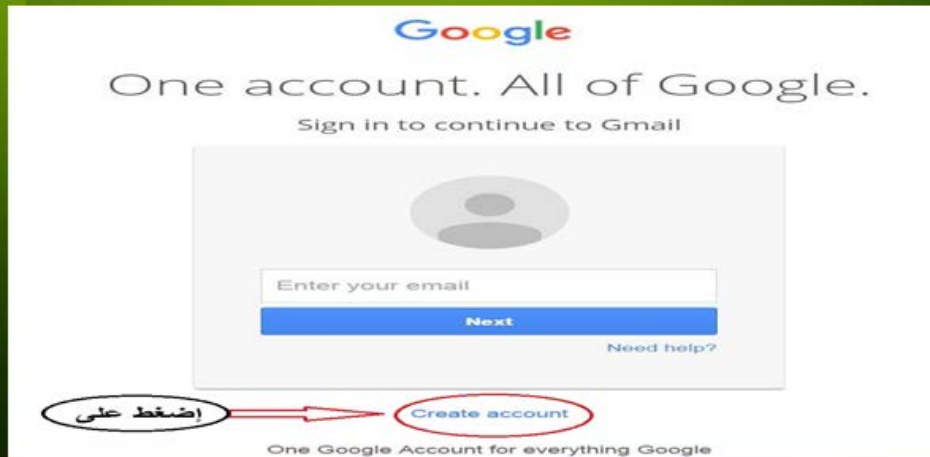 Google
One account. All of Google.
Sign in to continue to Gmail
Enter your email
Next
Need help?
إضغط على
Create account
One Google Account for everything Google